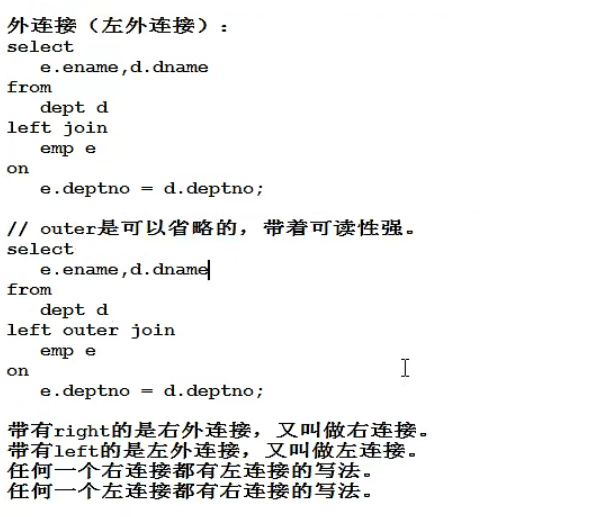 外连接（左外连接）：
select
e.ename,d.dname
from
dept d
left join
emp e
on
e.deptno = d.deptno;
// outer是可以省略的，带着可读性强。
select
e.ename,d.dname
from
dept d
left outer join
emp e
on
e.deptno = d.deptno;
带有right的是右外连接，又叫做右连接。
带有left的是左外连接，又叫做左连接。
任何一个右连接都有左连接的写法。
任何一个左连接都有右连接的写法。